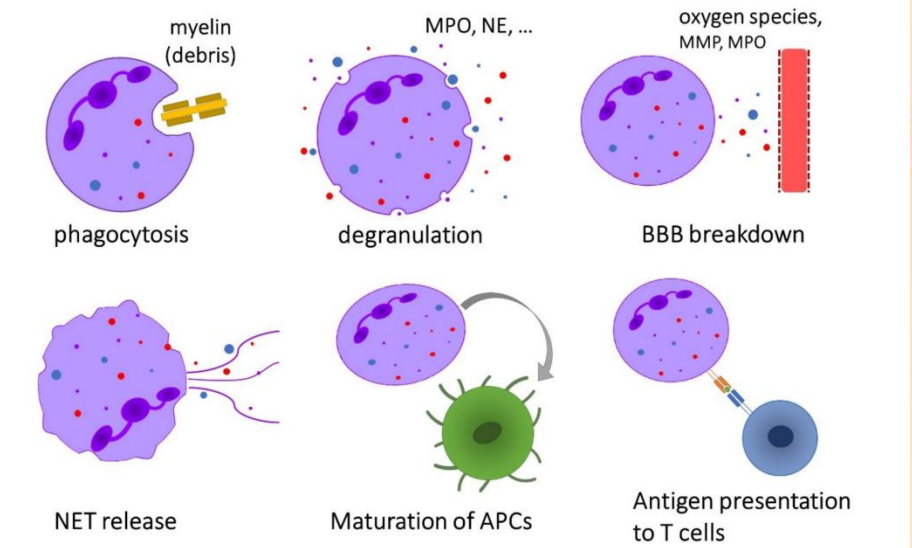 myelin
(debris)
MPO, NE, ...
oxygen species,
MMP, MPO
phagocytosis
degranulation
BBB breakdown
NET release
Maturation of APCs
Antigen presentation
to T cells